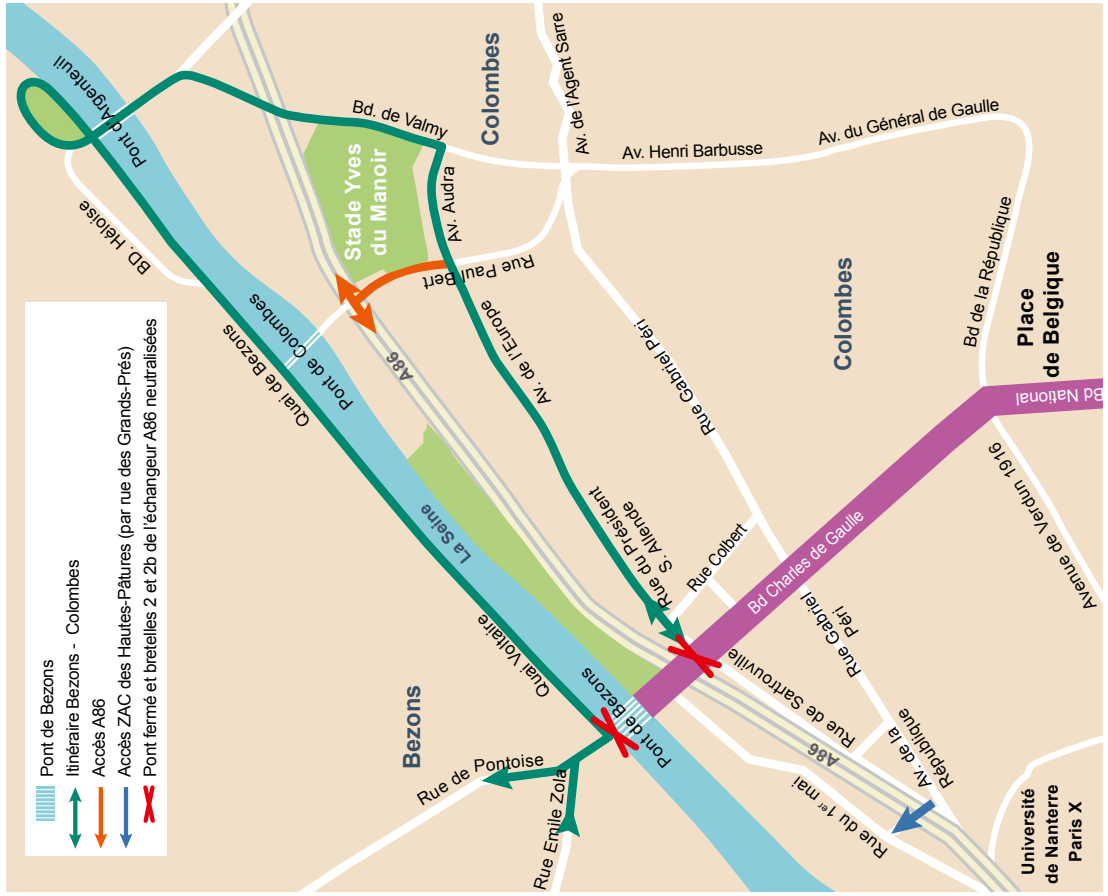 Pont de Bezons
Itinéraire Bezons - Colombes
Accès A86
Accès ZAC des Hautes-Pâtures (par rue des Grands-Prés)
Pont fermé et bretelles 2 et 2b de l'échangeur A86 neutralisées
Pont d'Argenteuil
BD. Héloïse
Bd. de Valmy
Colombes
Av. de l'Agent Sarre
Av. Henri Barbusse
Av. du Général de Gaulle
Stade Yves
du Manoir
Av. Audra
Rue Paul Bert
Pont de Colombes
Quai de Bezons
A86
Av. de l'Europe
Rue Gabriel Péri
Colombes
Bd de la République
Place
de Belgique
Bd National
La Seine
Quai Voltaire
Rue du Président
S. Allende
Rue Colbert
Bd Charles de Gaulle
Avenue de Verdun 1916
Bezons
Pont de Bezons
Rue de Pontoise
Rue Emile Zola
Rue de Sartrouville
Rue Gabriel
Péri
A86
Av. de la
République
Rue du 1er mai
Université
de Nanterre
Paris X